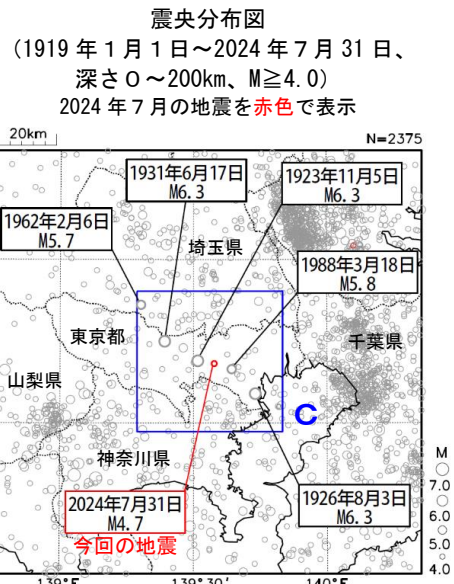 震央分布図
(1919年1月1日～2024年7月31日、
深さ0～200km、M≧4.0)
2024年7月の地震を赤色で表示
20km
N=2375
1931年6月17日
M6.3
1923年11月5日
M6.3
1962年2月6日
M5.7
埼玉県
1988年3月18日
M5.8
東京都
千葉県
山梨県
C
神奈川県
2024年7月31日
M4.7
今回の地震
1926年8月3日
M6.3
M
7.0
6.0
5.0
4.0
139°5
139°30′
140°5